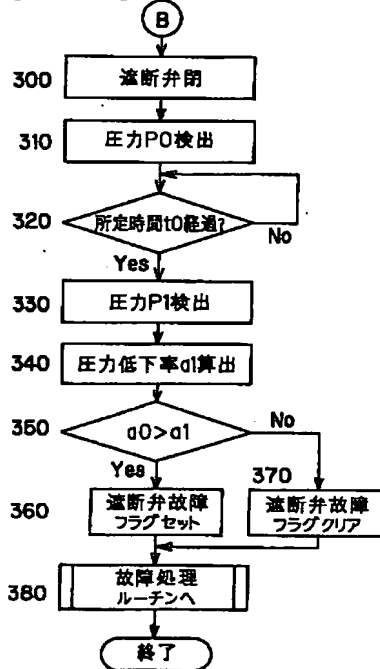 B
300
遮断弁閉
310
圧力P0検出
320
所定時間t0経過?
No
Yes
330
圧力P1検出
340
圧力低下率a1算出
350
a0>a1
No
Yes
370
360
遮断弁故障
フラグセット
遮断弁故障
フラグクリア
380
故障処理
ルーチンへ
終了